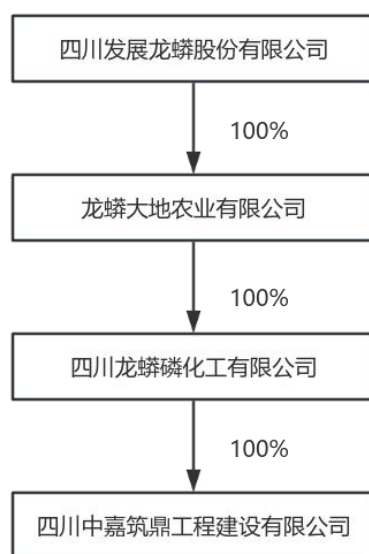 四川发展龙蟒股份有限公司
100%
龙蟒大地农业有限公司
100%
四川龙蟒磷化工有限公司
100%
四川中嘉筑鼎工程建设有限公司